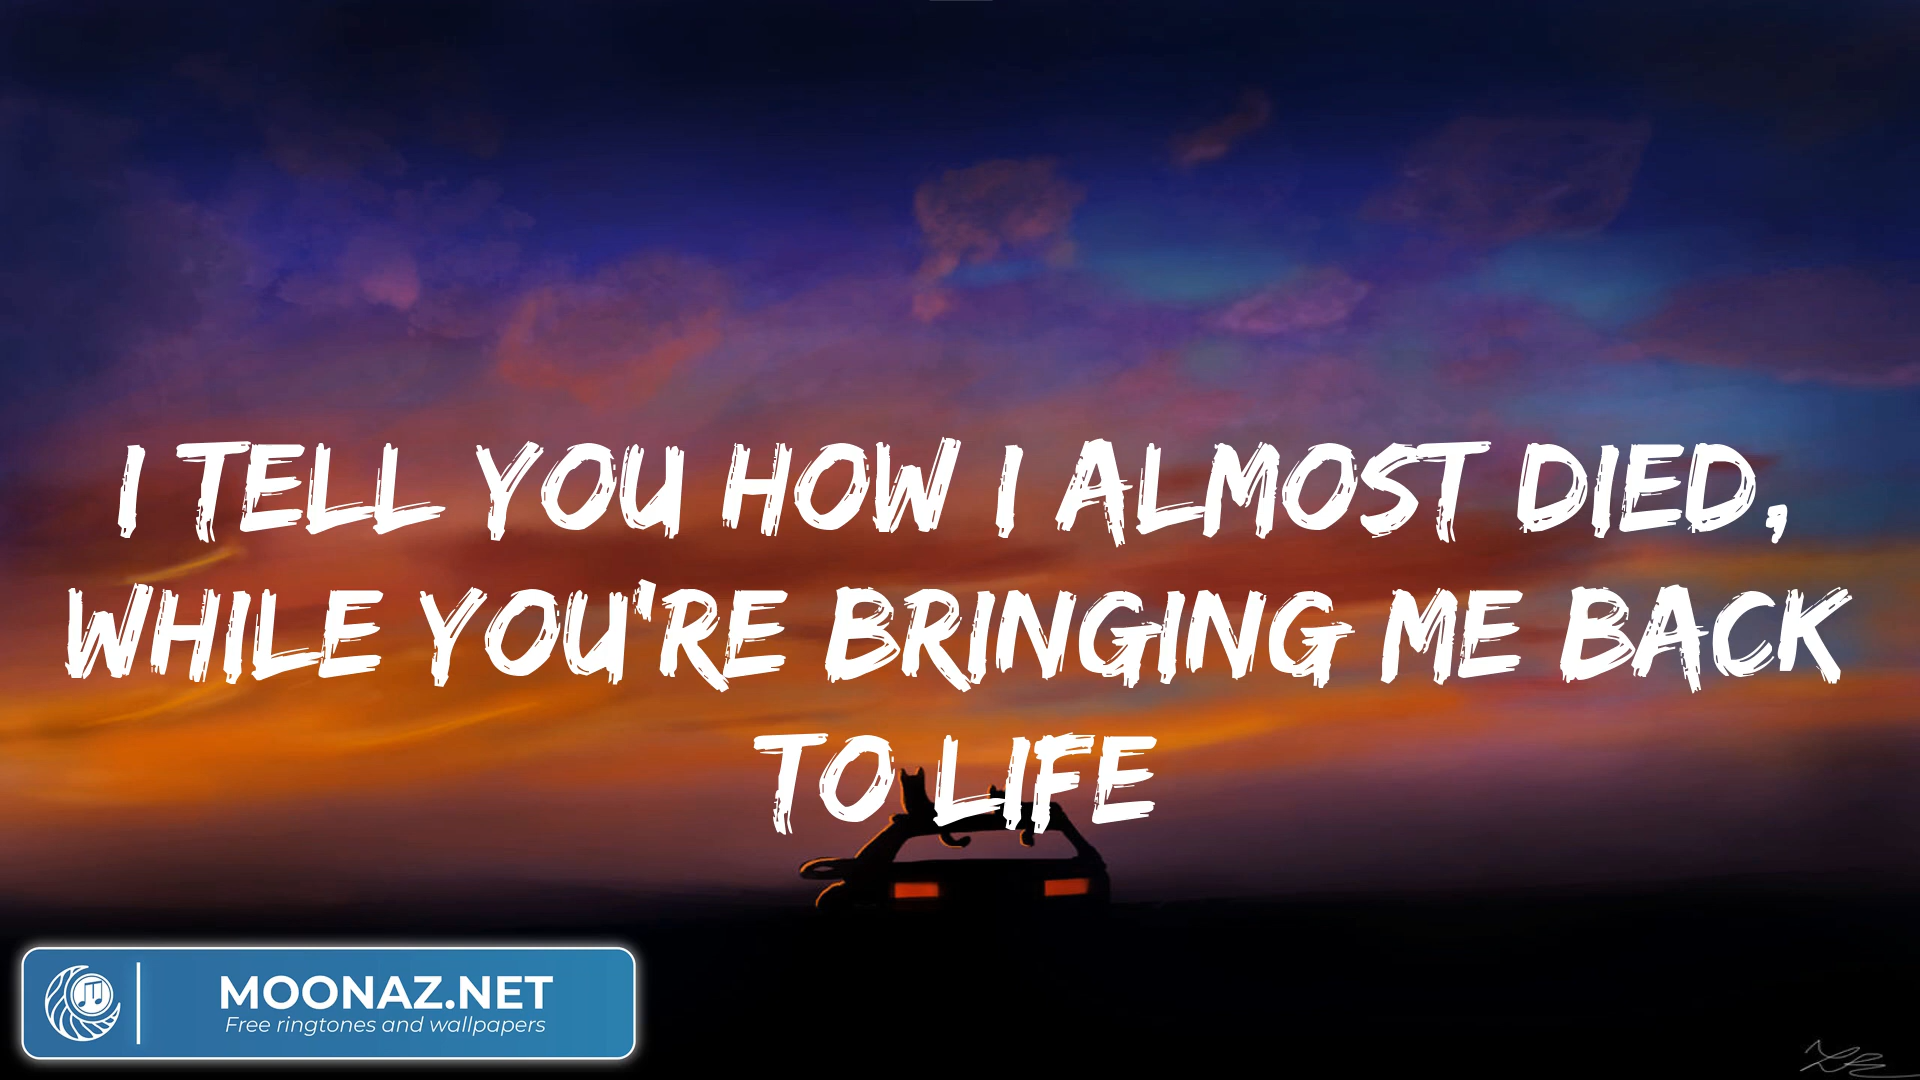 I TELL YOU HOW I ALMOST DIED,
WHILE YOU'RE BRINGING ME BACK
TO LIFE
MOONAZ.NET
Free ringtones and wallpapers